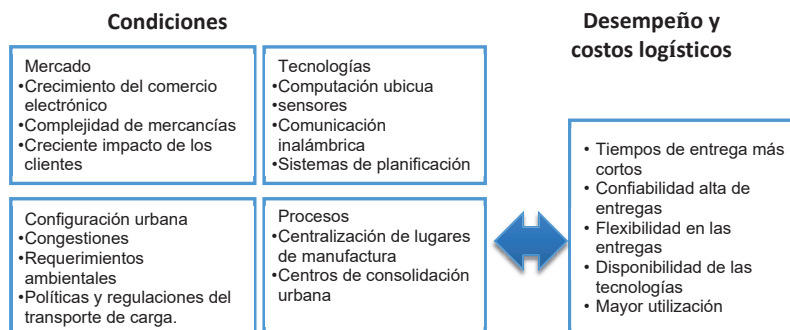 Condiciones
Desempeño y
costos logísticos
Mercado
•Crecimiento del comercio
electrónico
•Complejidad de mercancías
•Creciente impacto de los
clientes
Tecnologías
•Computación ubicua
•sensores
•Comunicación
inalámbrica
•Sistemas de planificación
Configuración urbana
•Congestiones
•Requerimientos
ambientales
•Políticas y regulaciones del
transporte de carga.
Procesos
•Centralización de lugares
de manufactura
•Centros de consolidación
urbana
• Tiempos de entrega más
cortos
• Confiabilidad alta de
entregas
• Flexibilidad en las
entregas
• Disponibilidad de las
tecnologías
• Mayor utilización